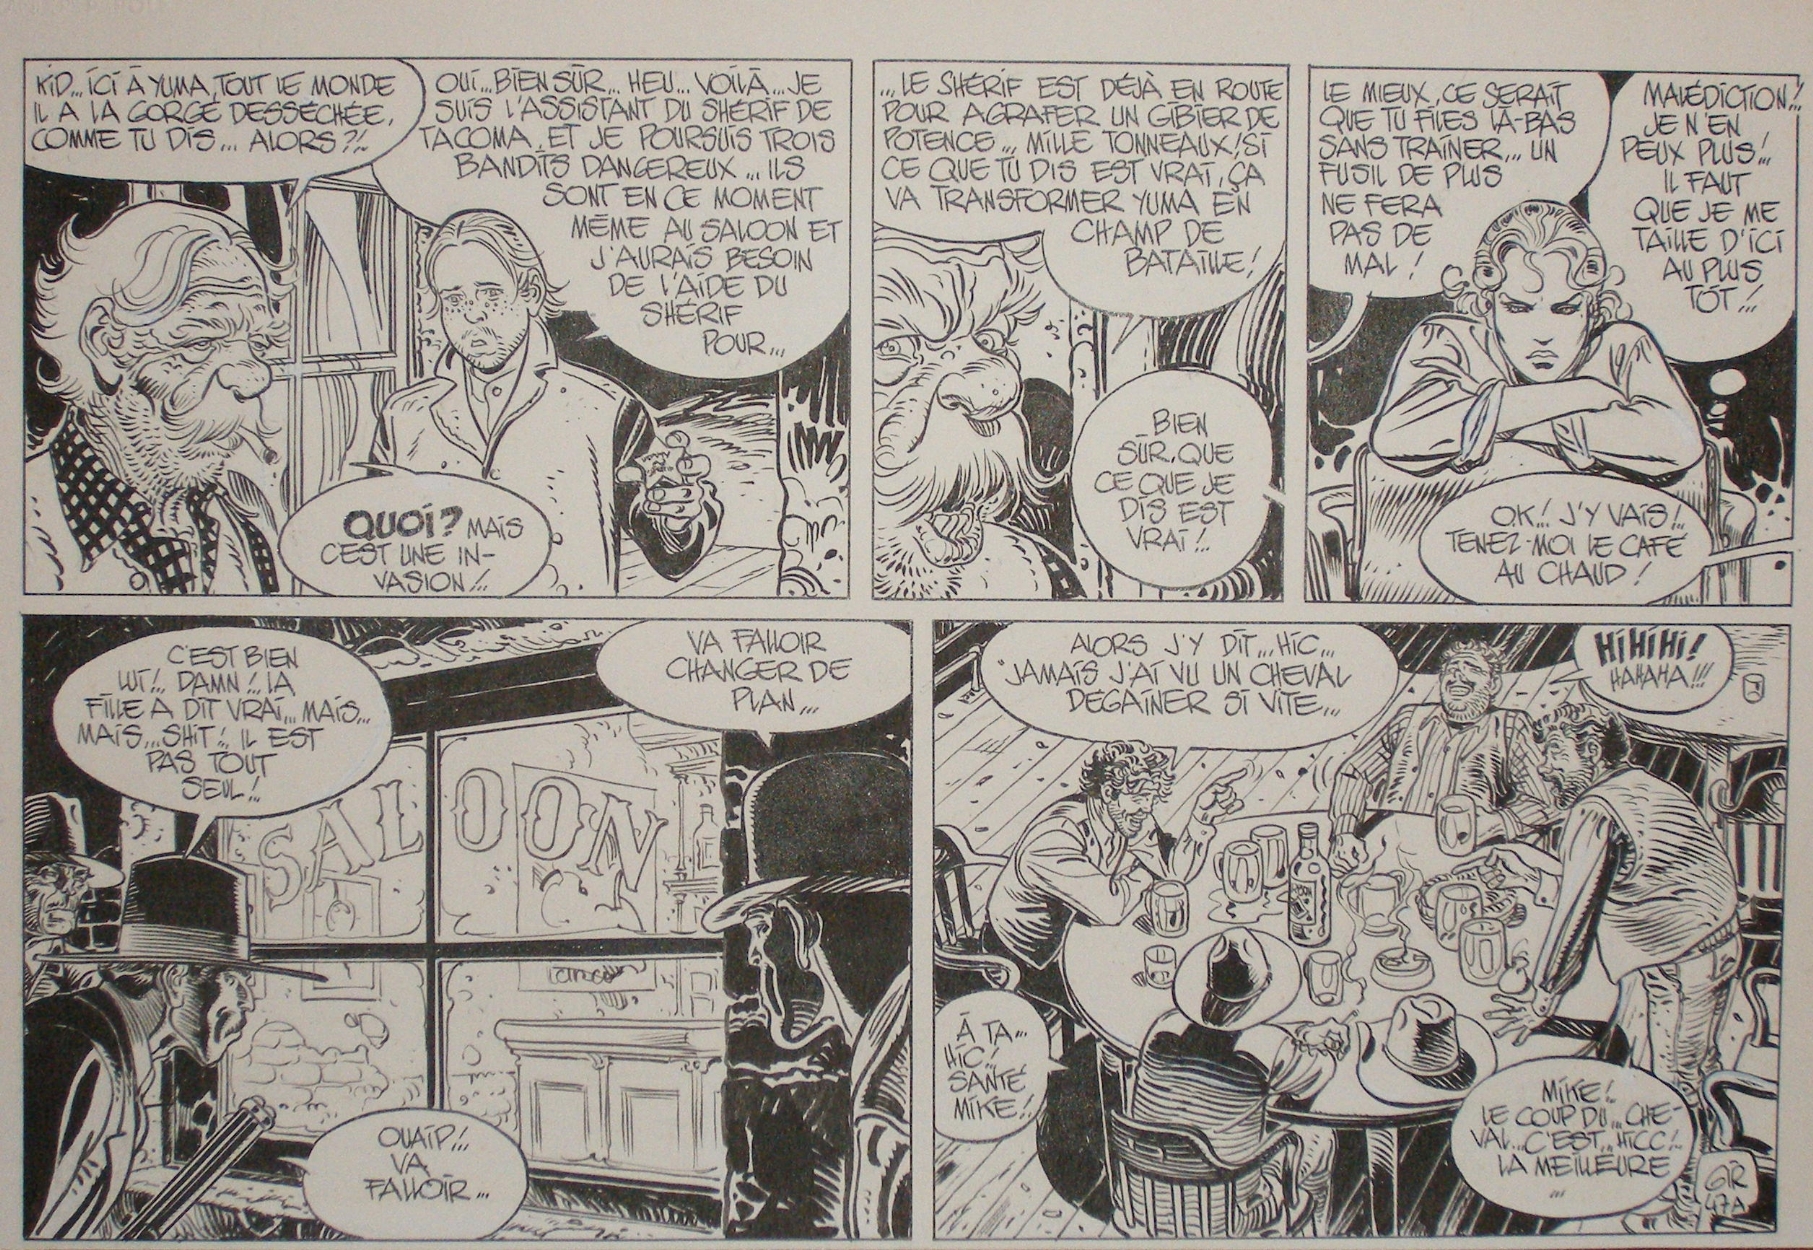 KID... ICI À YUMA, TOUT LE MONDE
IL A LA GORGE DESSÉCHÉE,
COMME TU DIS... ALORS?!.
OUI... BIEN SÛR... HEU... VOILÀ... JE
SUIS L'ASSISTANT DU SHÉRIF DE
TACOMA, ET JE POURSUIS TROIS
BANDITS DANGEREUX... ILS
SONT EN CE MOMENT
MÊME AU SALOON ET
J'AURAIS BESOIN
DE L'AIDE DU
SHÉRIF
POUR...
QUOI? MAIS
C'EST UNE IN-
VASION!..
...LE SHÉRIF EST DÉJÀ EN ROUTE
POUR AGRAFER UN GIBIER DE
POTENCE... MILLE TONNEAUX! SI
CE QUE TU DIS EST VRAI, ÇA
VA TRANSFORMER YUMA EN
CHAMP DE
BATAILLE!
BIEN
SÛR, QUE
CE QUE JE
DIS EST
VRAI!..
LE MIEUX, CE SERAIT
QUE TU FILES LÀ-BAS
SANS TRAINER... UN
FUSIL DE PLUS
NE FERA
PAS DE
MAL!
MALÉDICTION!..
JE N'EN
PEUX PLUS!..
IL FAUT
QUE JE ME
TAILLE D'ICI
AU PLUS
TÔT!..
O.K.!. J'Y VAIS!.
TENEZ-MOI LE CAFÉ
AU CHAUD!
C'EST BIEN
LUI!. DAMN!. LA
FILLE A DIT VRAI... MAIS...
MAIS... SHIT!. IL EST
PAS TOUT
SEUL!.
VA FALLOIR
CHANGER DE
PLAN...
SALOON
OUAIP!..
VA
FALLOIR...
ALORS J'Y DIT... HIC...
"JAMAIS J'AI VU UN CHEVAL
DÉGAINER SI VITE...
HIHIHI!
HAHAHA!!!
À TA...
HIC!
SANTÉ
MIKE!.
MIKE!.
LE COUP DU... CHE-
VAL... C'EST... HICC!.
LA MEILLEURE
...
GIR
47A